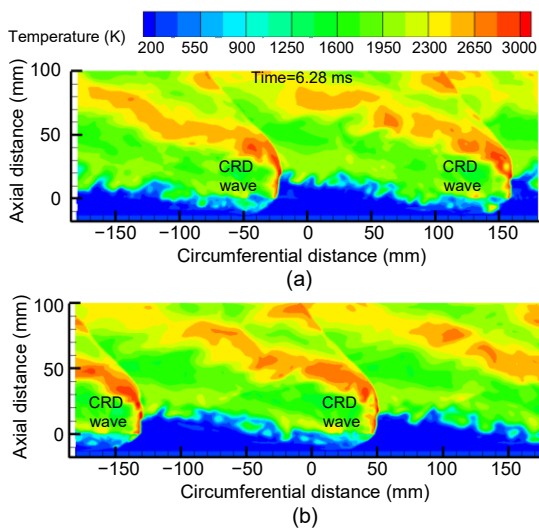 Temperature (K)
200 550 900 1250 1600 1950 2300 2650 3000
(a)
Time=6.28 ms
Axial distance (mm)
100
50
0
CRD
wave
CRD
wave
−150 −100 −50 0 50 100 150
Circumferential distance (mm)
(a)
Axial distance (mm)
100
50
0
CRD
wave
CRD
wave
−150 −100 −50 0 50 100 150
Circumferential distance (mm)
(b)